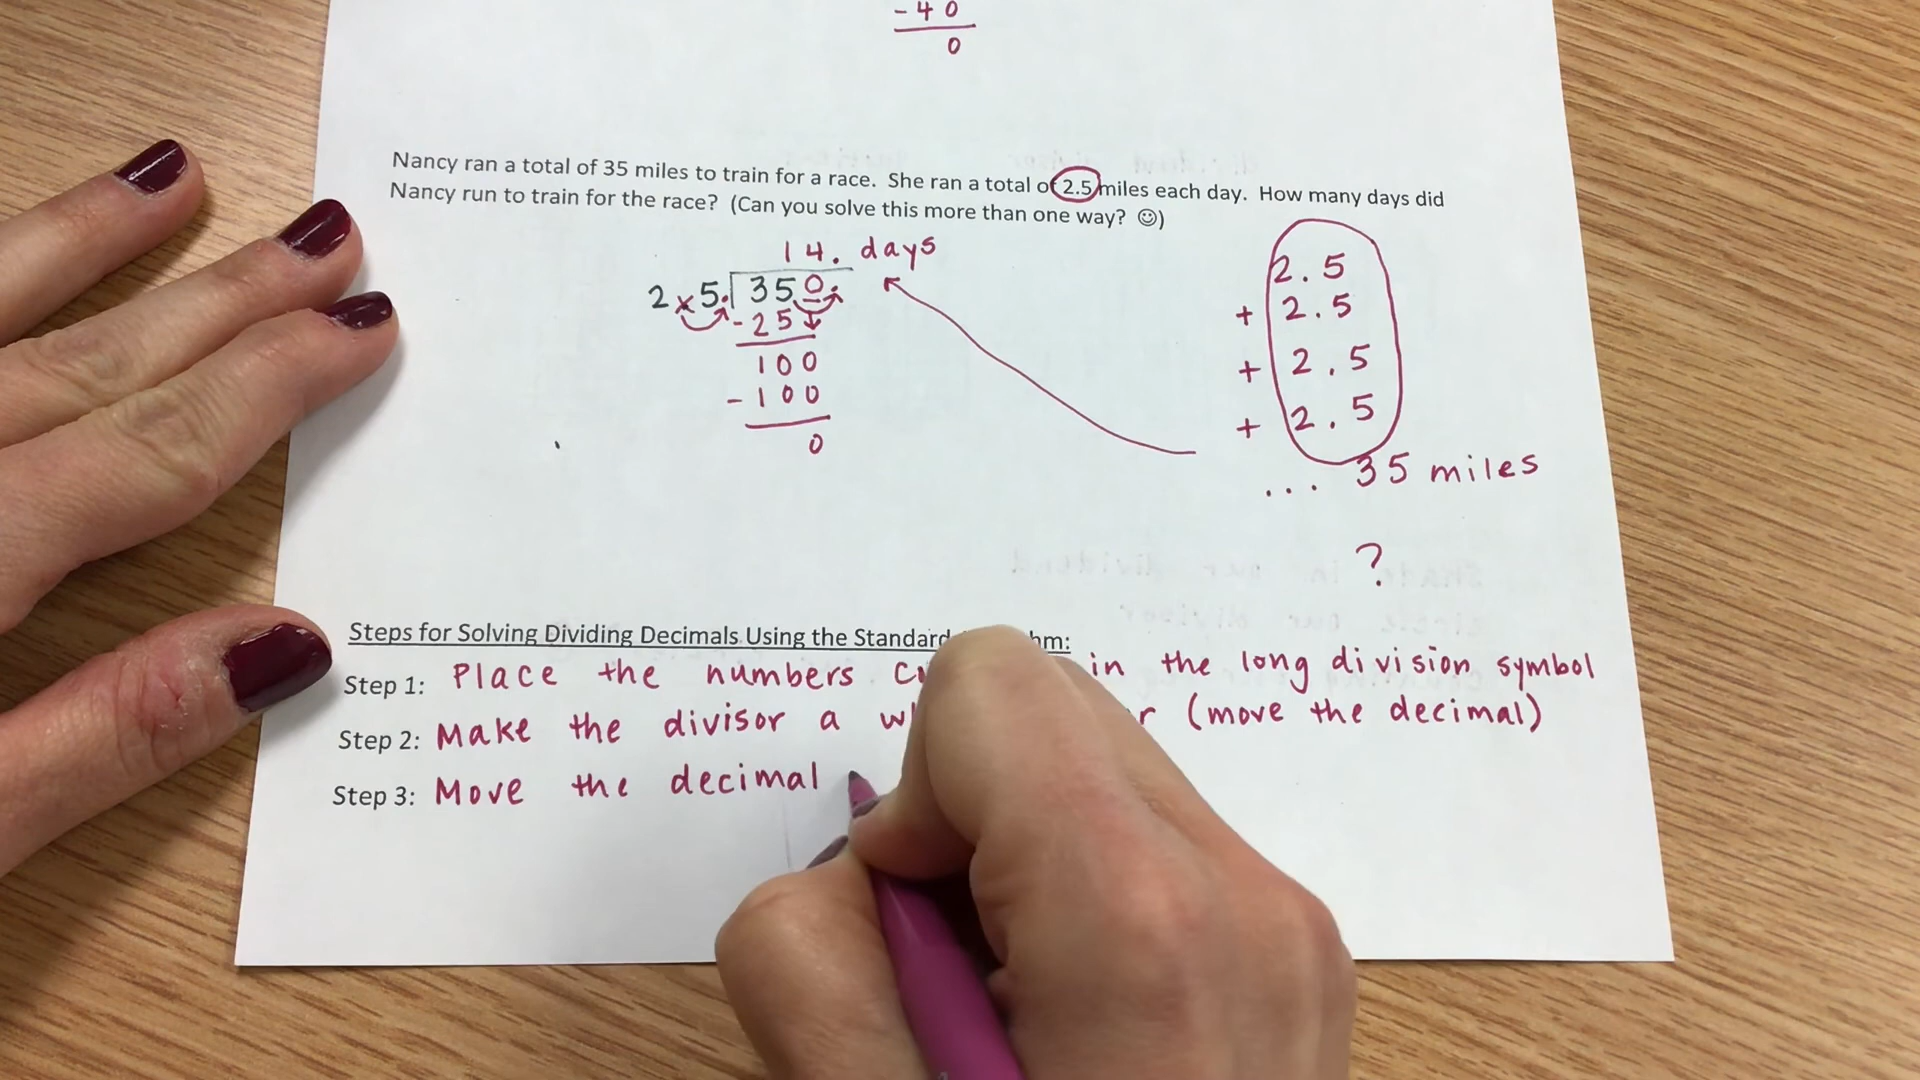 - 4 0
0
Nancy ran a total of 35 miles to train for a race. She ran a total of 2.5 miles each day. How many days did
Nancy run to train for the race? (Can you solve this more than one way? ☺)
14. days
2 x 5. 350.
- 25
100
- 100
0
2.5
+ 2.5
+ 2.5
+ 2.5
... 35 miles
?
Steps for Solving Dividing Decimals Using the Standard
Step 1: Place the numbers in the long division symbol
Step 2: Make the divisor a (move the decimal)
Step 3: Move the decimal